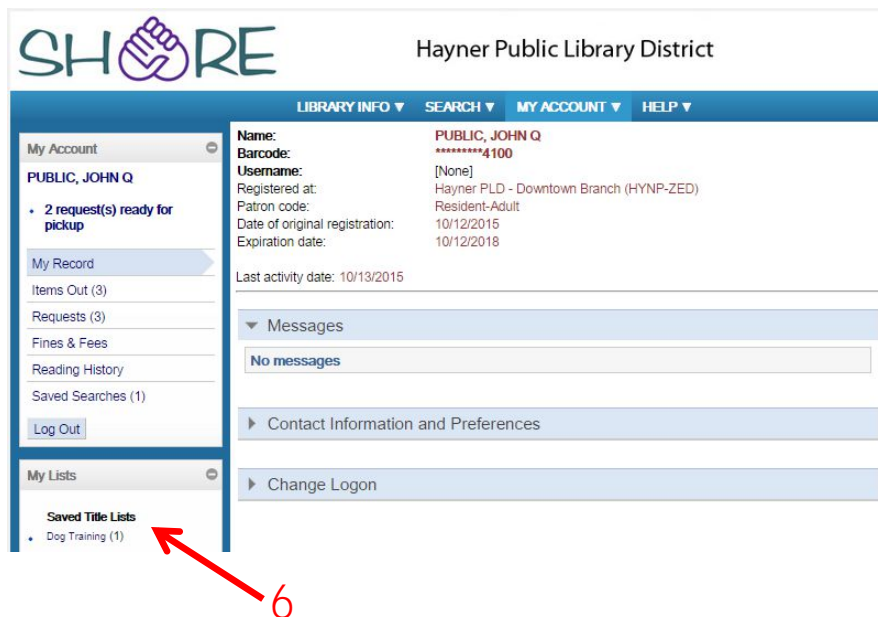 SHARE
Hayner Public Library District
LIBRARY INFO ▼ SEARCH ▼ MY ACCOUNT ▼ HELP ▼
My Account
PUBLIC, JOHN Q
• 2 request(s) ready for
pickup
My Record
Items Out (3)
Requests (3)
Fines & Fees
Reading History
Saved Searches (1)
Log Out
My Lists
Saved Title Lists
• Dog Training (1)
Name: PUBLIC, JOHN Q
Barcode: *********4100
Username: [None]
Registered at: Hayner PLD - Downtown Branch (HYNP-ZED)
Patron code: Resident-Adult
Date of original registration: 10/12/2015
Expiration date: 10/12/2018
Last activity date: 10/13/2015
Messages
No messages
Contact Information and Preferences
Change Logon
6